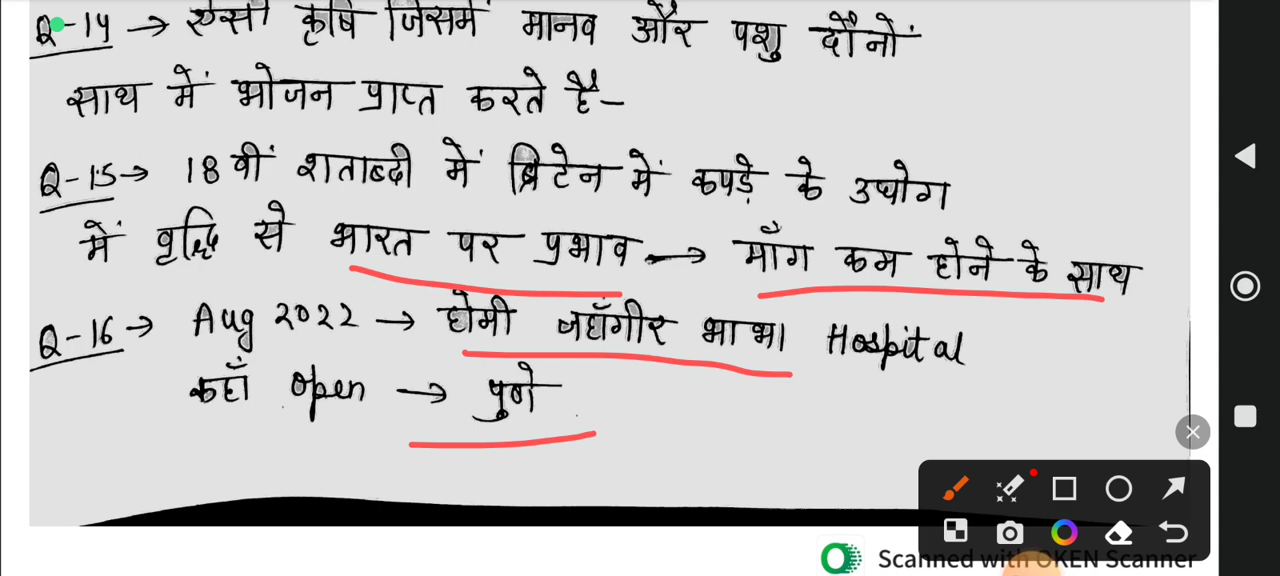 Q-14 → ऐसी कृषि जिसमें मानव और पशु दौनों
साथ में भोजन प्राप्त करते हैं-
Q-15→ 18वीं शताब्दी में ब्रिटेन में कपड़े के उद्योग
में वृद्धि से भारत पर प्रभाव → माँग कम होने के साथ
Q-16→ Aug 2022 → होमी जहाँगीर भाभा Hospital
कहाँ open → पुणे
Scanned with OKEN Scanner